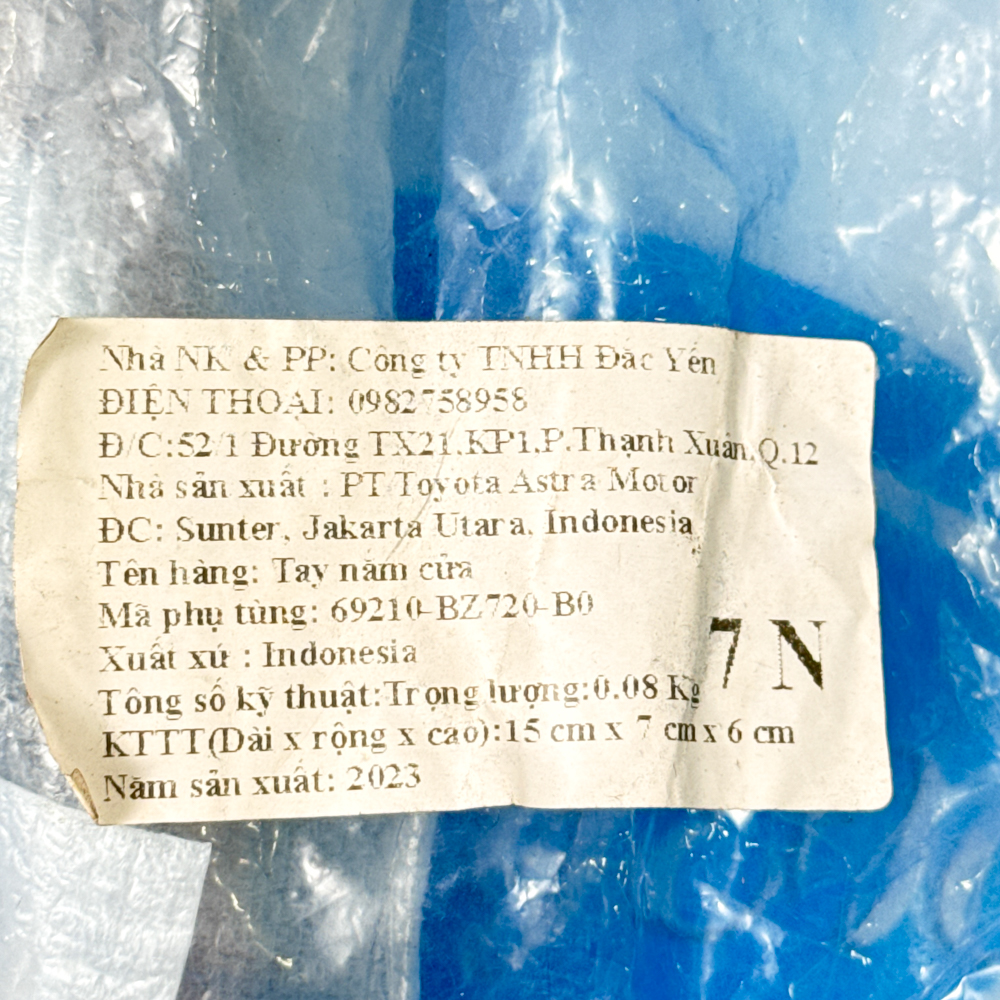 Nhà NK & PP: Công ty TNHH Đắc Yến
ĐIỆN THOẠI: 0982758958
Đ/C:52/1 Đường TX21,KP1,P.Thạnh Xuân,Q.12
Nhà sản xuất : PT Toyota Astra Motor
ĐC: Sunter, Jakarta Utara, Indonesia
Tên hàng: Tay nắm cửa
Mã phụ tùng: 69210-BZ720-B0
Xuất xứ : Indonesia
7 N
Tông số kỹ thuật:Trọng lượng:0.08 Kg
KTTT(Dài x rộng x cao):15 cm x 7 cm x 6 cm
Năm sản xuất: 2023